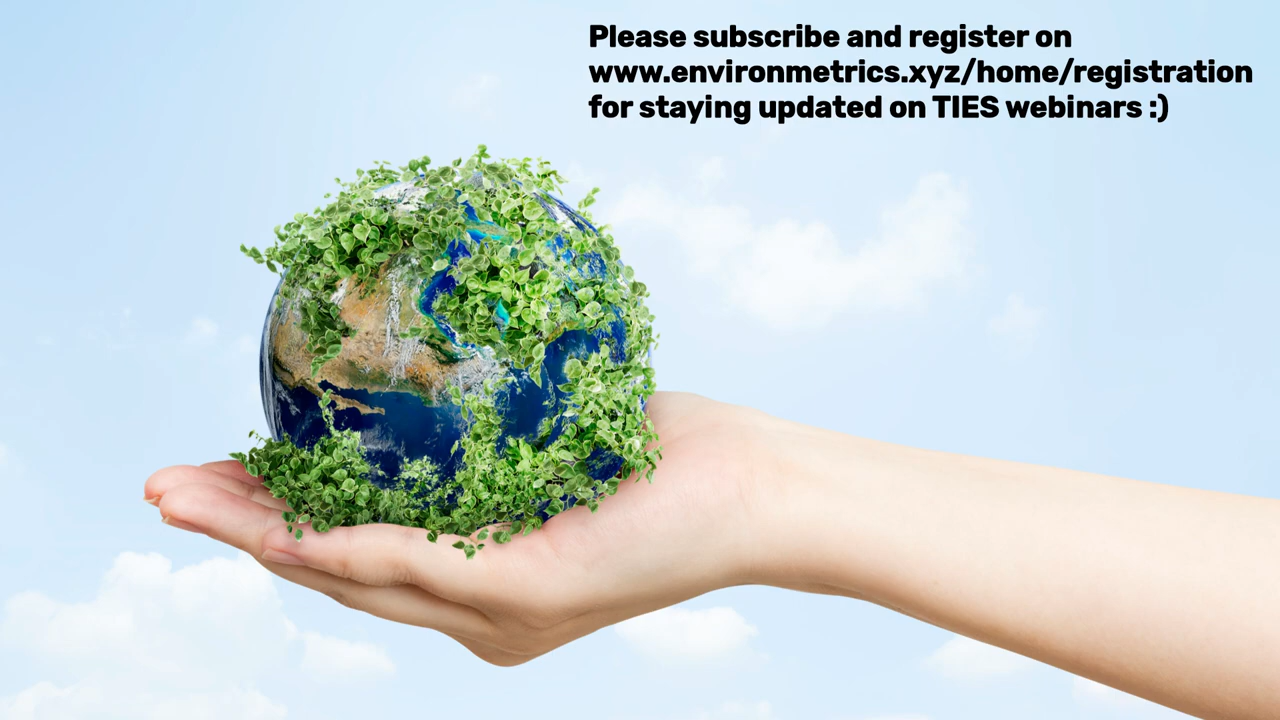 Please subscribe and register on
www.environmetrics.xyz/home/registration
for staying updated on TIES webinars :)